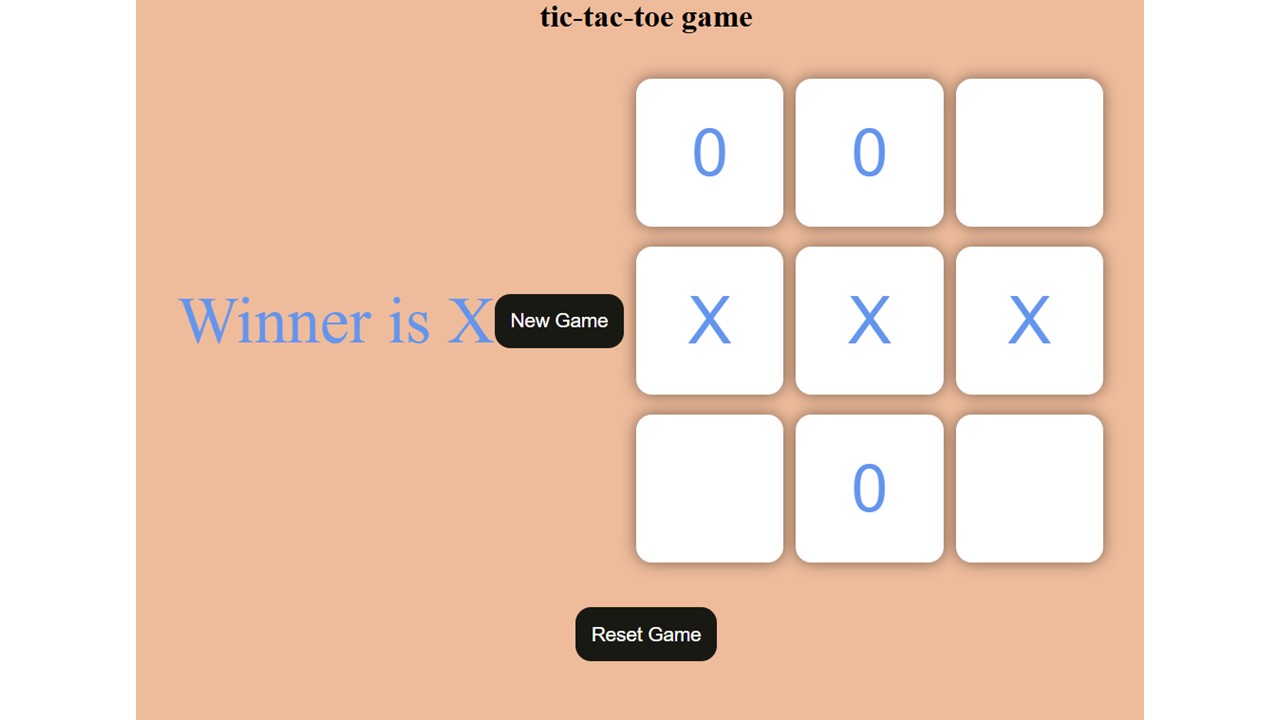 tic-tac-toe game
0 0
Winner is X New Game X X X
0
Reset Game